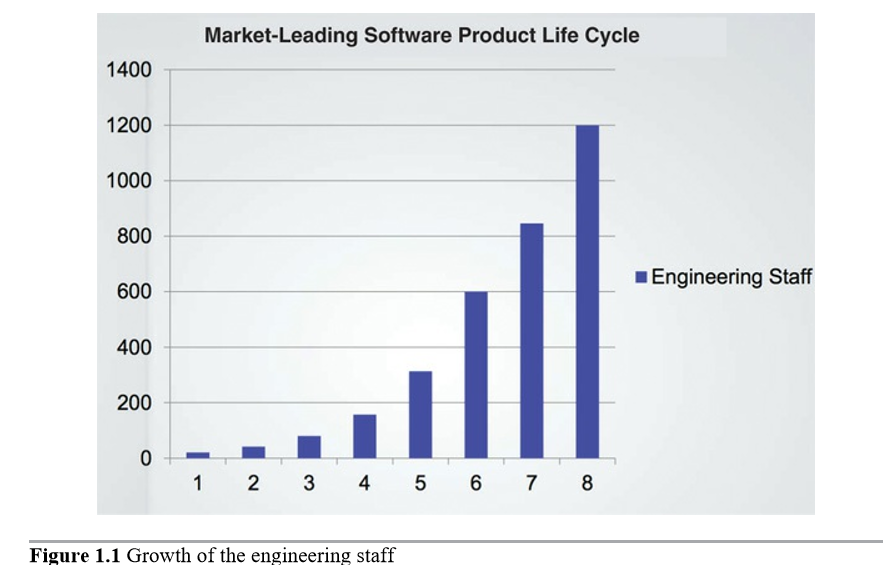 Market-Leading Software Product Life Cycle
1400
1200
1000
800
600
400
200
0
1 2 3 4 5 6 7 8
Engineering Staff
Figure 1.1 Growth of the engineering staff